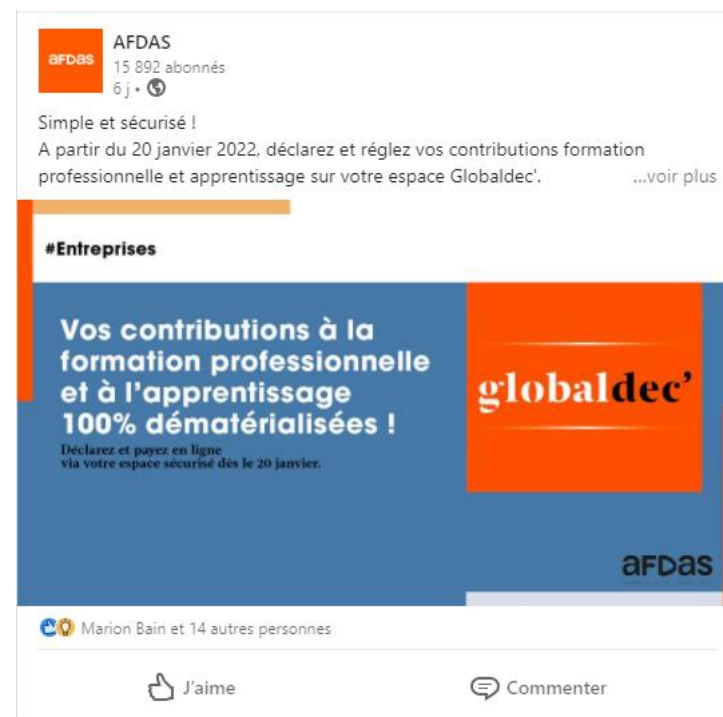 aFDas
AFDAS
15 892 abonnés
6 j •
Simple et sécurisé !
A partir du 20 janvier 2022, déclarez et réglez vos contributions formation
professionnelle et apprentissage sur votre espace Globaldec'. ...voir plus
#Entreprises
Vos contributions à la
formation professionnelle
et à l'apprentissage
100% dématérialisées !
Déclarez et payez en ligne
via votre espace sécurisé dès le 20 janvier.
globaldec’
aFDas
Marion Bain et 14 autres personnes
J'aime
Commenter